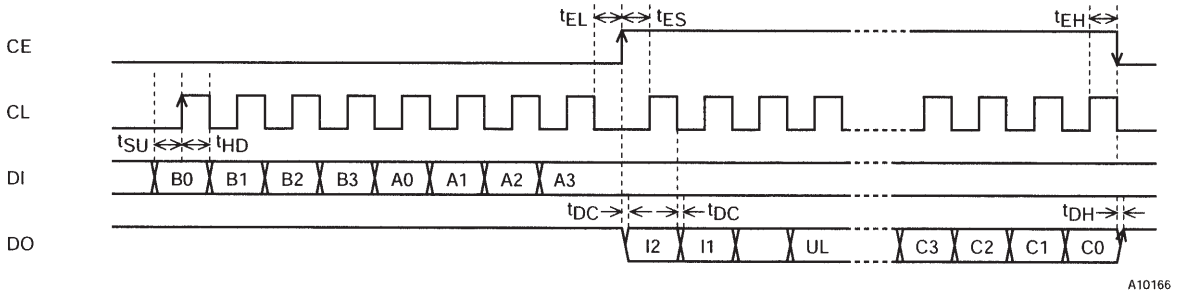 tEL tES tEH
CE
CL
tSU tHD
DI B0 B1 B2 B3 A0 A1 A2 A3
tDC tDC tDH
DO I2 I1 UL C3 C2 C1 C0
A10166